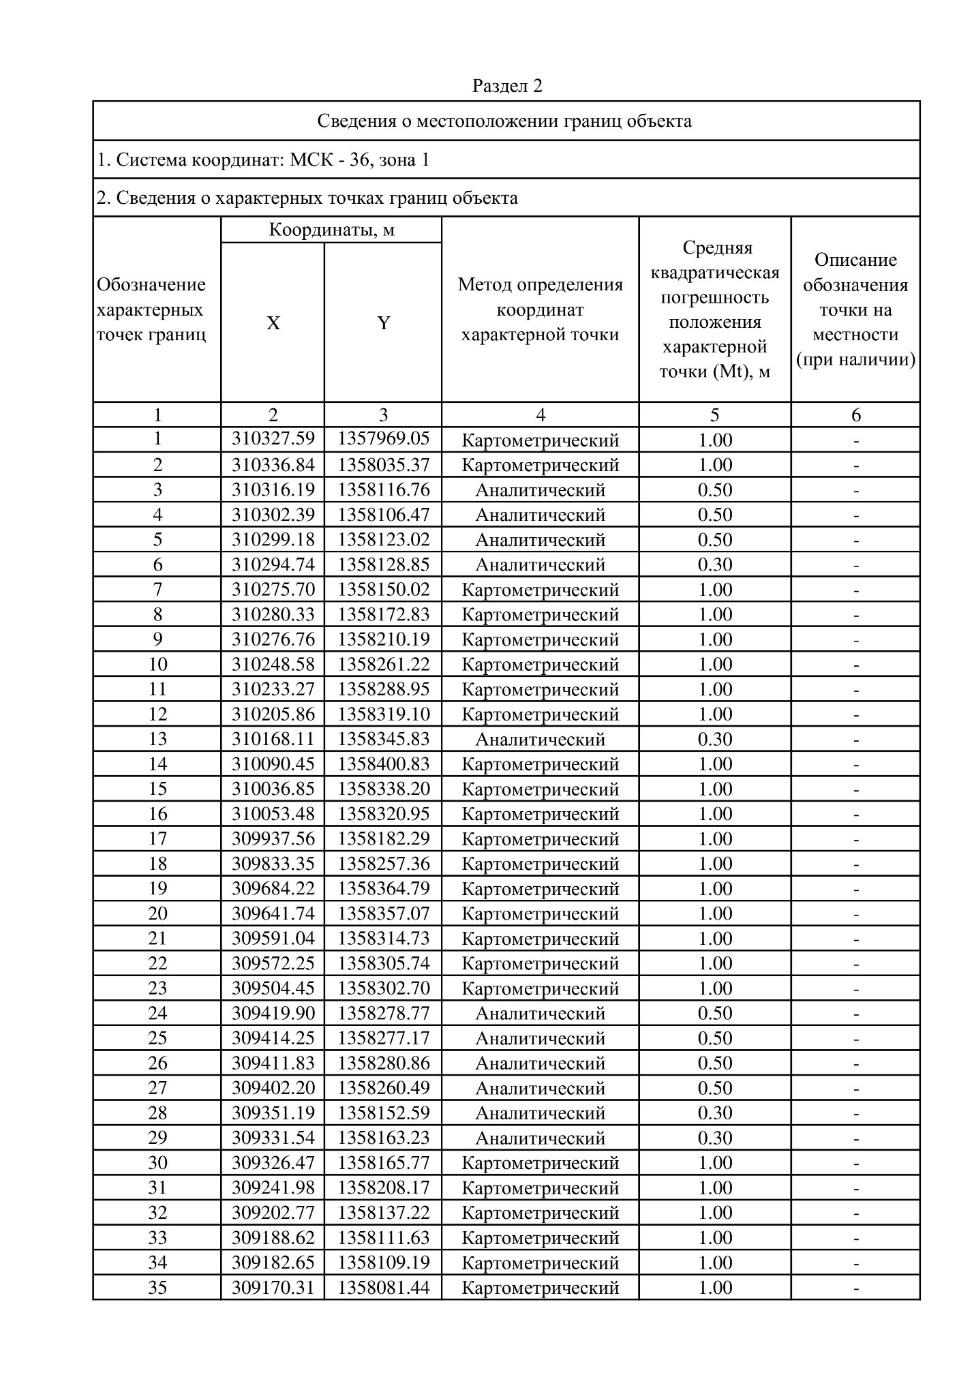 Раздел 2
Сведения о местоположении границ объекта
1. Система координат: МСК - 36, зона 1
2. Сведения о характерных точках границ объекта
Обозначение
характерных
точек границ
Координаты, м
X
Y
Метод определения
координат
характерной точки
Средняя
квадратическая
погрешность
положения
характерной
точки (Mt), м
Описание
обозначения
точки на
местности
(при наличии)
1 2 3 4 5 6
1 310327.59 1357969.05 Картометрический 1.00 -
2 310336.84 1358035.37 Картометрический 1.00 -
3 310316.19 1358116.76 Аналитический 0.50 -
4 310302.39 1358106.47 Аналитический 0.50 -
5 310299.18 1358123.02 Аналитический 0.50 -
6 310294.74 1358128.85 Аналитический 0.30 -
7 310275.70 1358150.02 Картометрический 1.00 -
8 310280.33 1358172.83 Картометрический 1.00 -
9 310276.76 1358210.19 Картометрический 1.00 -
10 310248.58 1358261.22 Картометрический 1.00 -
11 310233.27 1358288.95 Картометрический 1.00 -
12 310205.86 1358319.10 Картометрический 1.00 -
13 310168.11 1358345.83 Аналитический 0.30 -
14 310090.45 1358400.83 Картометрический 1.00 -
15 310036.85 1358338.20 Картометрический 1.00 -
16 310053.48 1358320.95 Картометрический 1.00 -
17 309937.56 1358182.29 Картометрический 1.00 -
18 309833.35 1358257.36 Картометрический 1.00 -
19 309684.22 1358364.79 Картометрический 1.00 -
20 309641.74 1358357.07 Картометрический 1.00 -
21 309591.04 1358314.73 Картометрический 1.00 -
22 309572.25 1358305.74 Картометрический 1.00 -
23 309504.45 1358302.70 Картометрический 1.00 -
24 309419.90 1358278.77 Аналитический 0.50 -
25 309414.25 1358277.17 Аналитический 0.50 -
26 309411.83 1358280.86 Аналитический 0.50 -
27 309402.20 1358260.49 Аналитический 0.50 -
28 309351.19 1358152.59 Аналитический 0.30 -
29 309331.54 1358163.23 Аналитический 0.30 -
30 309326.47 1358165.77 Картометрический 1.00 -
31 309241.98 1358208.17 Картометрический 1.00 -
32 309202.77 1358137.22 Картометрический 1.00 -
33 309188.62 1358111.63 Картометрический 1.00 -
34 309182.65 1358109.19 Картометрический 1.00 -
35 309170.31 1358081.44 Картометрический 1.00 -